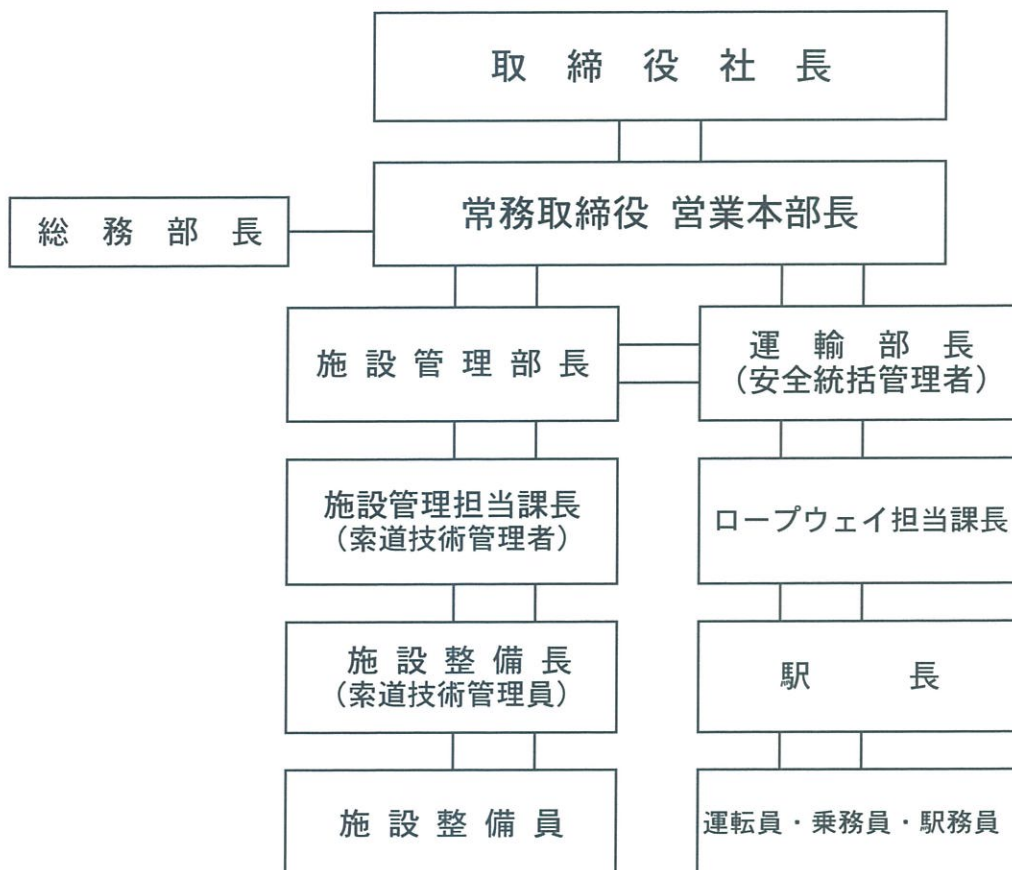 取締役社長
常務取締役 営業本部長
総務部長
施設管理部長
運輸部長
（安全統括管理者）
施設管理担当課長
（索道技術管理者）
ロープウェイ担当課長
施設整備長
（索道技術管理員）
駅長
施設整備員
運転員・乗務員・駅務員